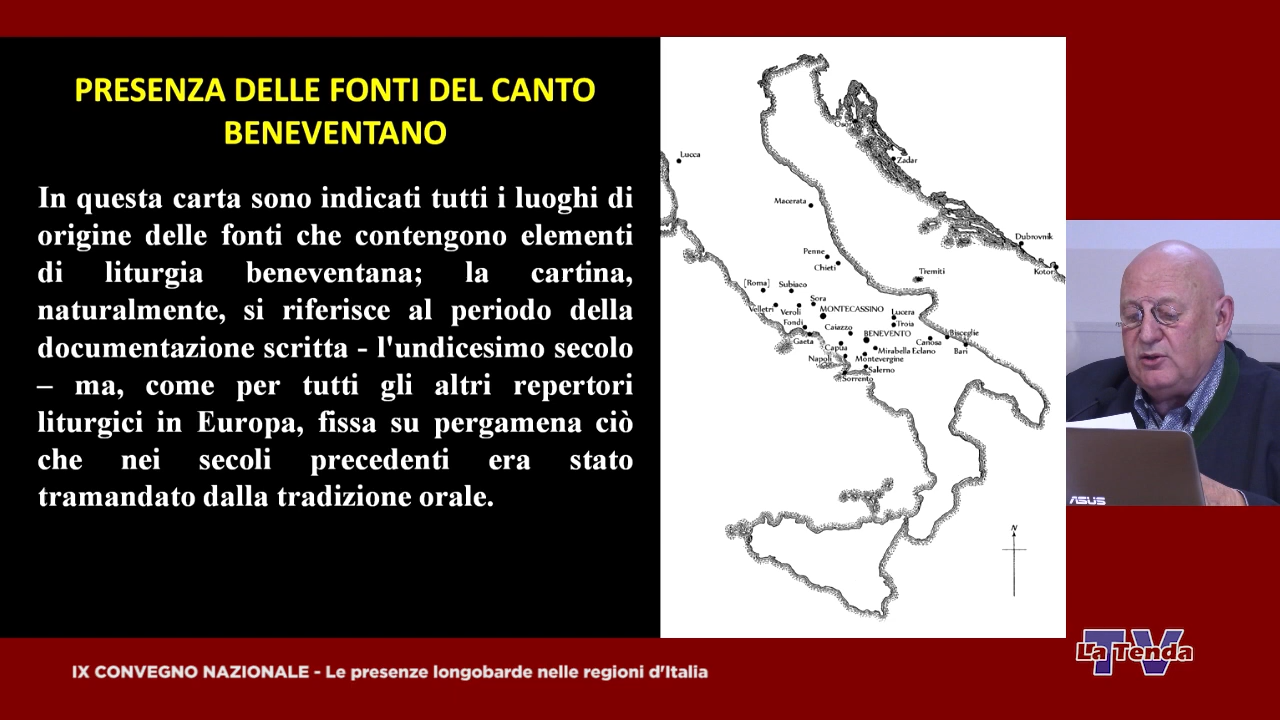 PRESENZA DELLE FONTI DEL CANTO
BENEVENTANO
In questa carta sono indicati tutti i luoghi di
origine delle fonti che contengono elementi
di liturgia beneventana; la cartina,
naturalmente, si riferisce al periodo della
documentazione scritta - l'undicesimo secolo
– ma, come per tutti gli altri repertori
liturgici in Europa, fissa su pergamena ciò
che nei secoli precedenti era stato
tramandato dalla tradizione orale.
Osor
Lucca
Zadar
Macerata
Dubrovnik
Penne
Chieti
Kotor
Tremiti
[Roma]
Subiaco
Sora
Velletri
Veroli
MONTECASSINO
Lucera
Fondi
Troia
Gaeta
Caiazzo
BENEVENTO
Bisceglie
Canosa
Capua
Mirabella Eclano
Bari
Napoli
Montevergine
Salerno
Sorrento
N
ASUS
La Tenda
TV
IX CONVEGNO NAZIONALE - Le presenze longobarde nelle regioni d'Italia